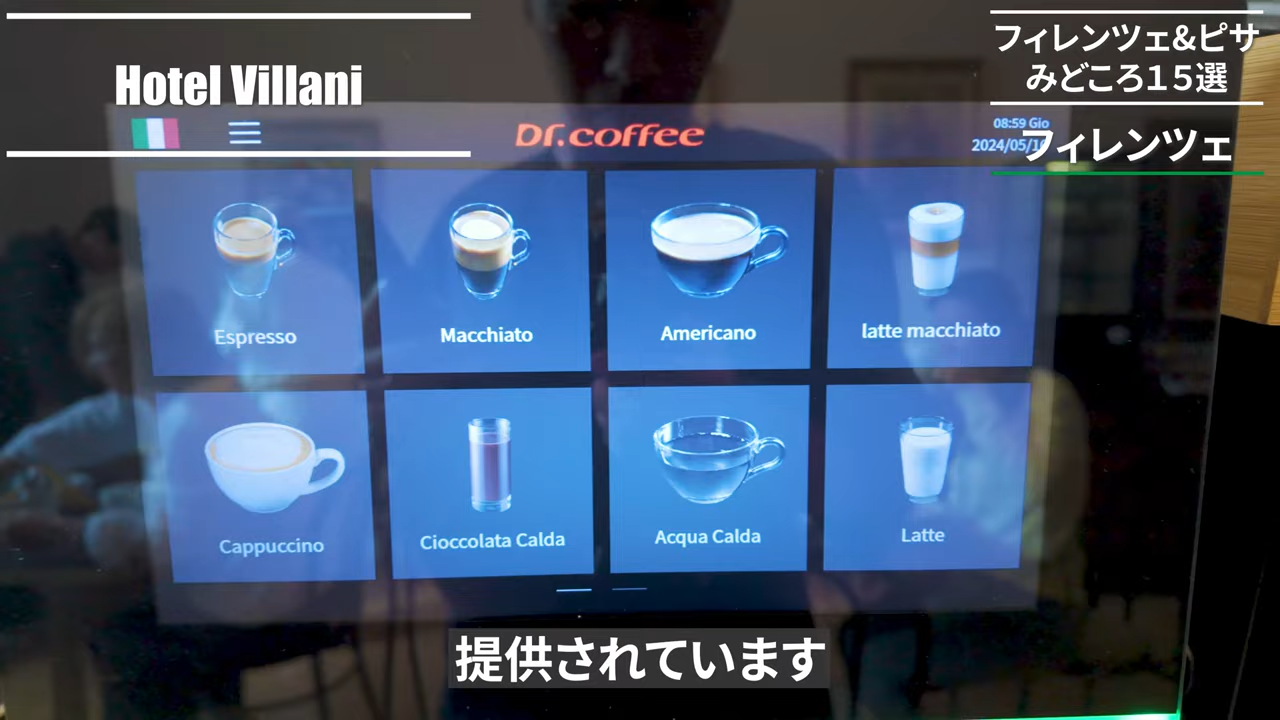 Hotel Villani
フィレンツェ&ピサ
みどころ15選
フィレンツェ
Dr.coffee
08:59 Gio
Espresso
Macchiato
Americano
latte macchiato
Cappuccino
Cioccolata Calda
Acqua Calda
Latte
提供されています